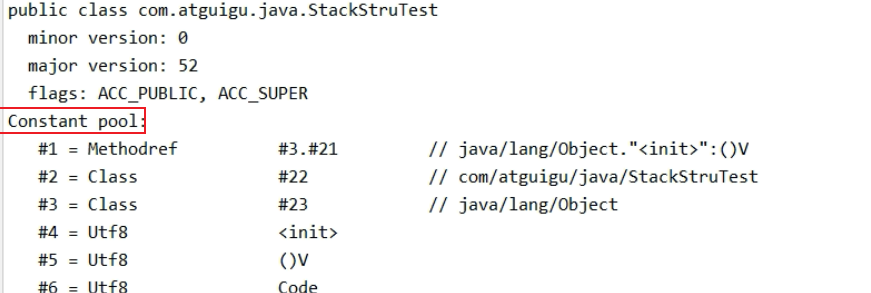 public class com.atguigu.java.StackStruTest
minor version: 0
major version: 52
flags: ACC_PUBLIC, ACC_SUPER
Constant pool:
#1 = Methodref #3.#21 // java/lang/Object."<init>":()V
#2 = Class #22 // com/atguigu/java/StackStruTest
#3 = Class #23 // java/lang/Object
#4 = Utf8 <init>
#5 = Utf8 ()V
#6 = Utf8 Code